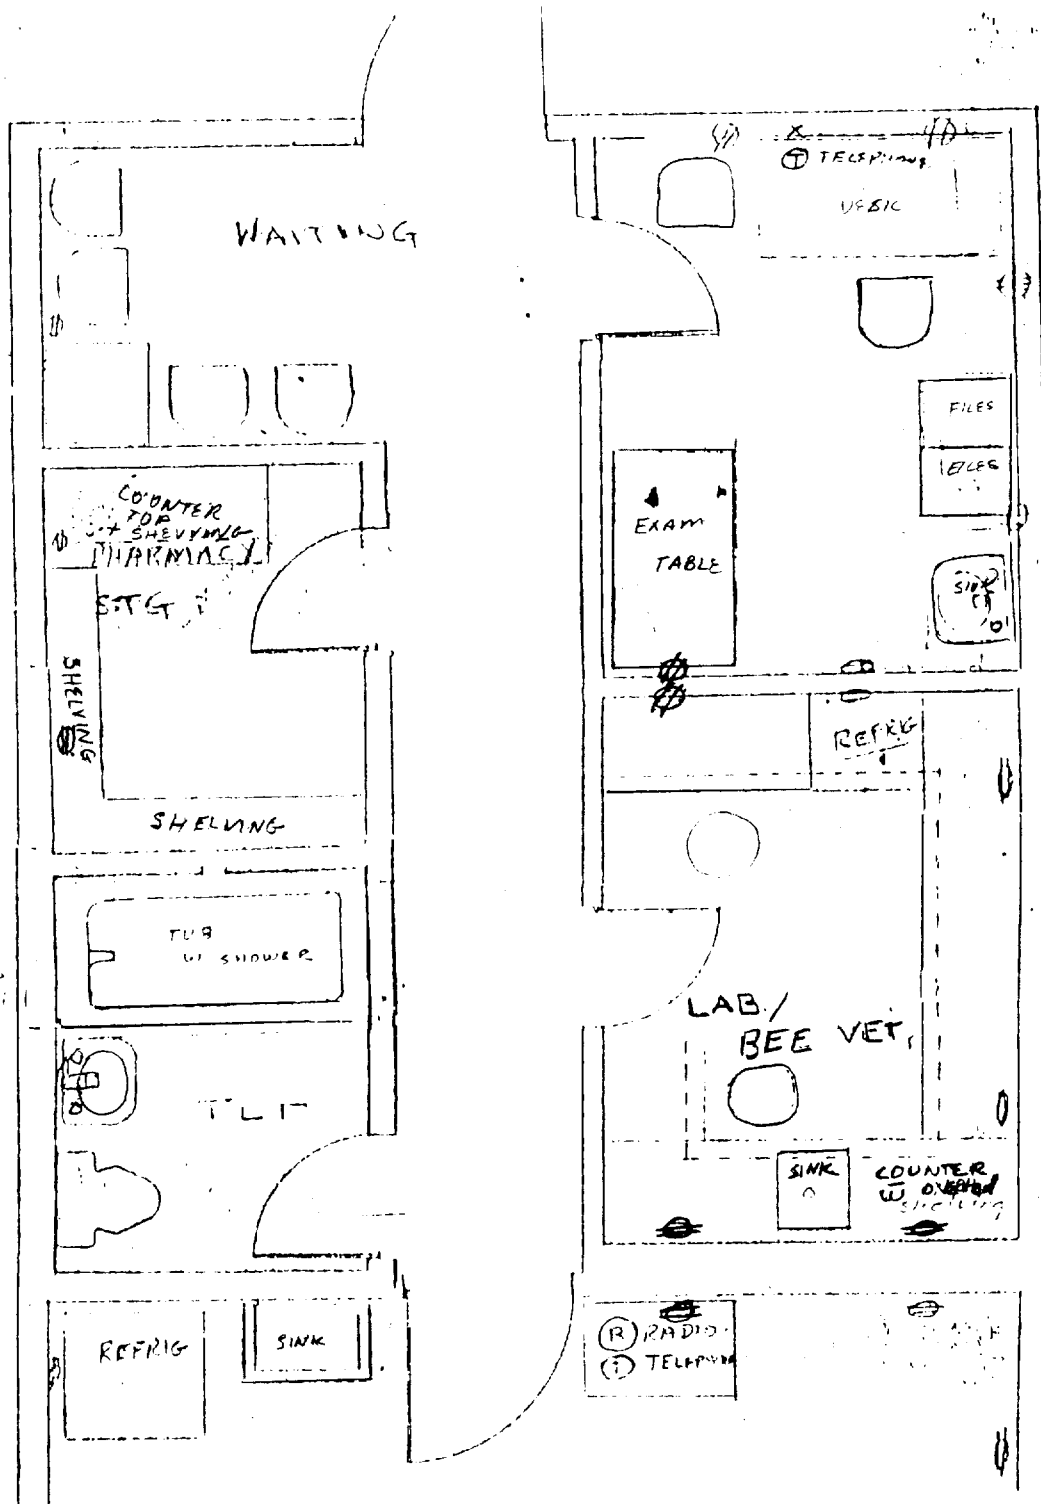 WAITING
T TELEPHONE
FILES
FILES
COUNTER
TOP
SHELVING
PHARMACY
STG
SHELVING
SHELVING
EXAM
TABLE
SINK
REFRIG
TUB
W/ SHOWER
LAB./
BEE VET.
TLT
SINK
COUNTER
W OVERHEAD
shelving
REFRIG
SINK
R RADIO
T TELEPHONE